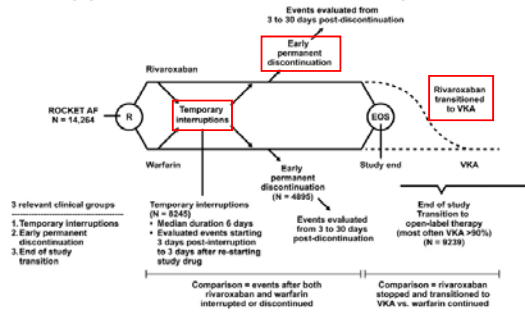 Events evaluated from
3 to 30 days post-discontinuation
Early
permanent
discontinuation
Rivaroxaban
Rivaroxaban
transitioned
to VKA
ROCKET AF
N = 14,264
R
Temporary
interruptions
EOS
Warfarin
Early
permanent
discontinuation
(N = 4895)
Study end
VKA
3 relevant clinical groups
1. Temporary interruptions
2. Early permanent
discontinuation
3. End of study
transition
Temporary interruptions
(N = 8245)
• Median duration 6 days
• Evaluated events starting
3 days post-interruption
to 3 days after re-starting
study drug
Events evaluated
from 3 to 30 days
post-dicontinuation
End of study
Transition to
open-label therapy
(most often VKA >90%)
(N = 9239)
Comparison = events after both
rivaroxaban and warfarin
interrupted or discontinued
Comparison = rivaroxaban
stopped and transitioned to
VKA vs. warfarin continued